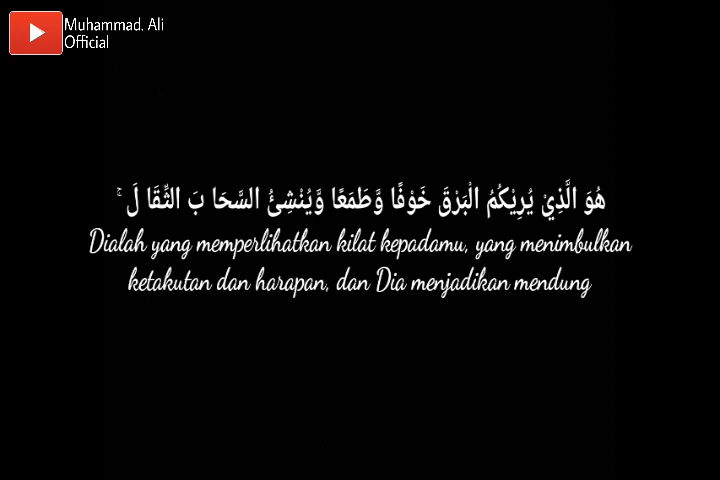 Muhammad. Ali
Official
هُوَ الَّذِيْ يُرِيْكُمُ الْبَرْقَ خَوْفًا وَّطَمَعًا وَّيُنْشِئُ السَّحَا بَ الثِّقَا لَ ۚ
Dialah yang memperlihatkan kilat kepadamu, yang menimbulkan
ketakutan dan harapan, dan Dia menjadikan mendung